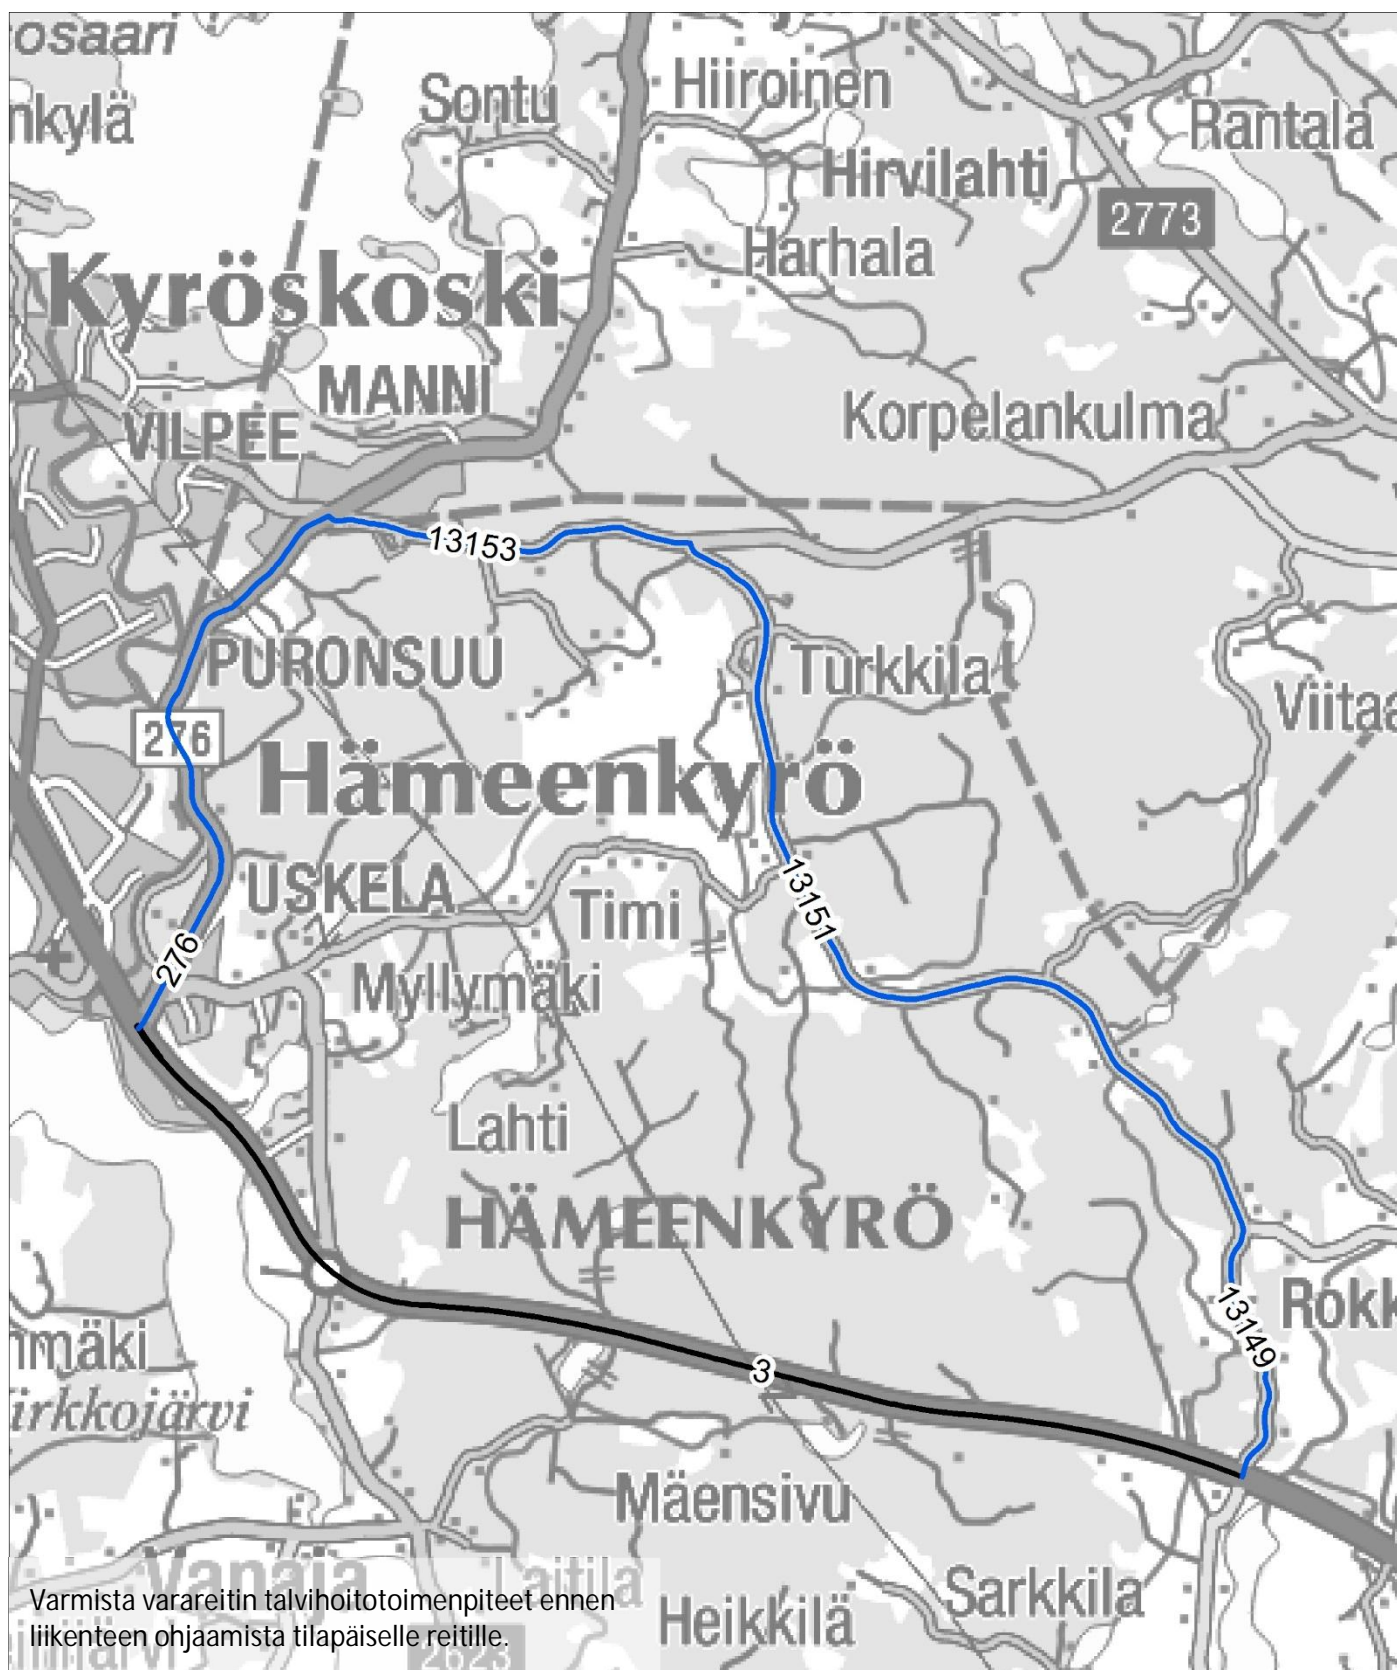 osaari
Sontu
Hiiroinen
nkylä
Rantala
Hirvilahti
2773
Harhala
Kyröskoski
MANNI
Korpelankulma
VILPEE
13153
PURONSUU
Turkkila
Viitaa
276
Hämeenkyrö
USKELA
13151
Timi
276
Myllymäki
Lahti
HÄMEENKYRÖ
Rokk
13149
nmäki
3
irkkojärvi
Mäensivu
Vanaja
Laitila
Sarkkila
Heikkilä
Varmista varareitin talvihoitotoimenpiteet ennen
liikenteen ohjaamista tilapäiselle reitille.
2623